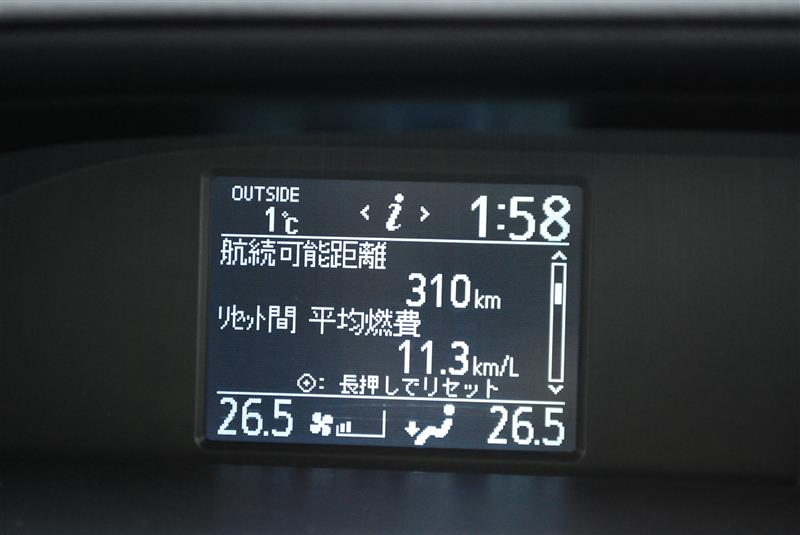 OUTSIDE
1℃
< i >
1:58
航続可能距離
310km
リセット間 平均燃費
11.3km/L
: 長押しでリセット
26.5
26.5